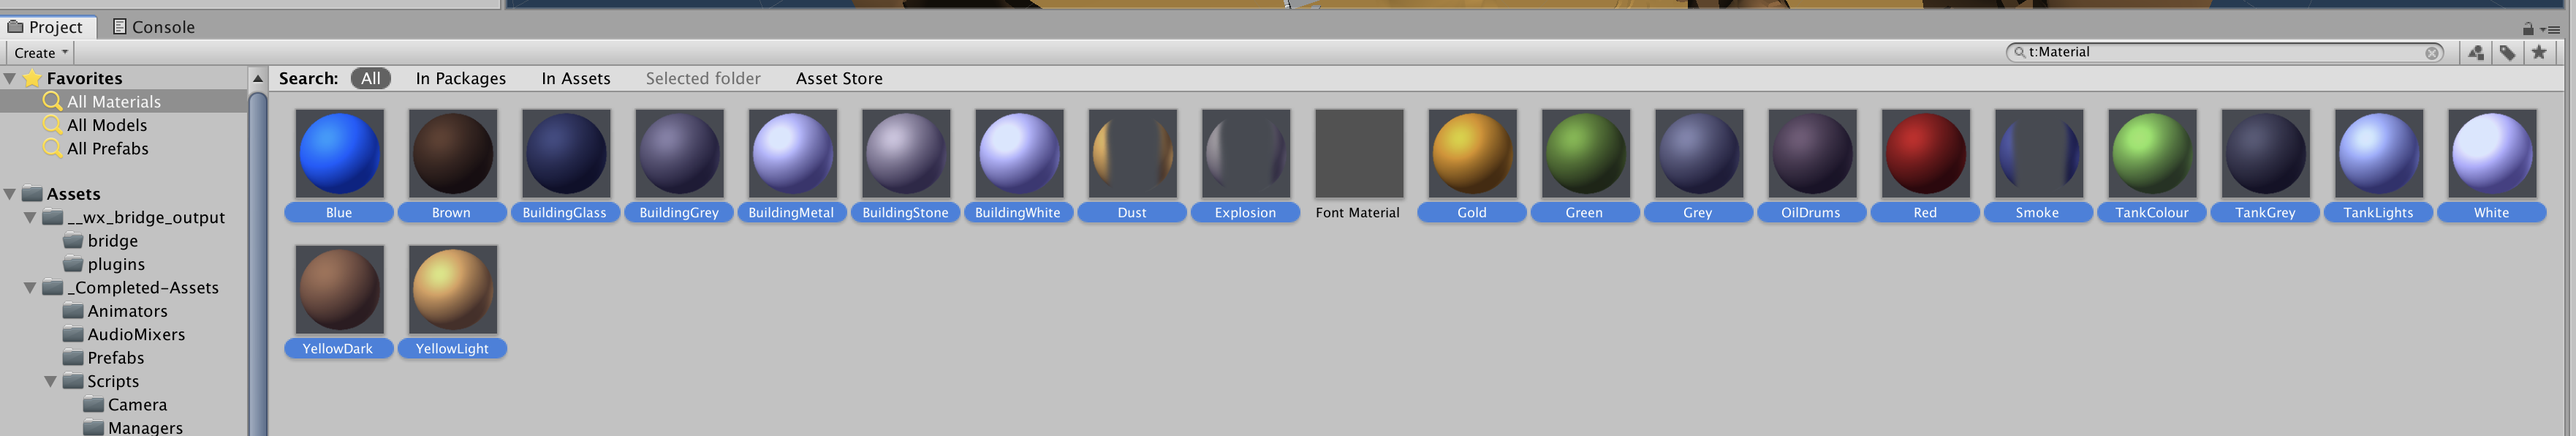 Project Console
Create t:Material
Favorites Search: All In Packages In Assets Selected folder Asset Store
All Materials
All Models
All Prefabs
Blue Brown BuildingGlass BuildingGrey BuildingMetal BuildingStone BuildingWhite Dust Explosion Font Material Gold Green Grey OilDrums Red Smoke TankColour TankGrey TankLights White
Assets
__wx_bridge_output
bridge
plugins
_Completed-Assets
Animators
AudioMixers
YellowDark YellowLight
Prefabs
Scripts
Camera
Managers